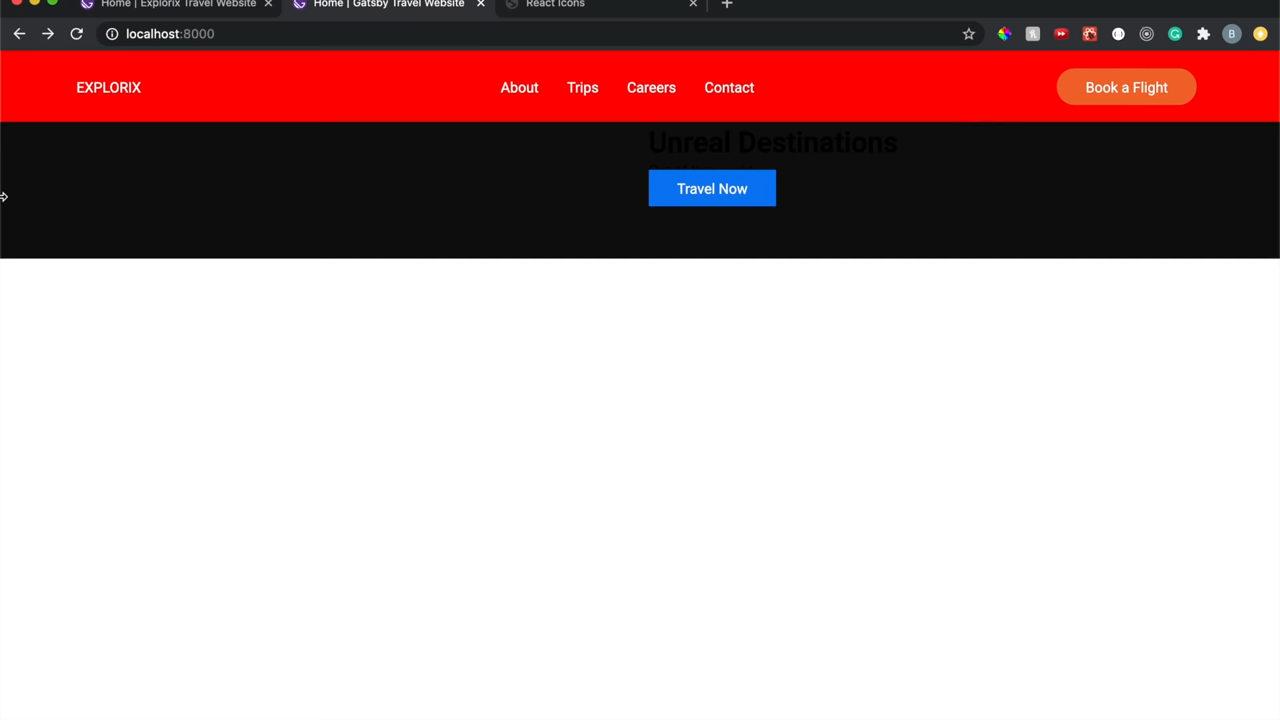 Home | Explorix Travel Website
Home | Gatsby Travel Website
React Icons
localhost:8000
B
EXPLORIX
About
Trips
Careers
Contact
Book a Flight
Unreal Destinations
Travel Now